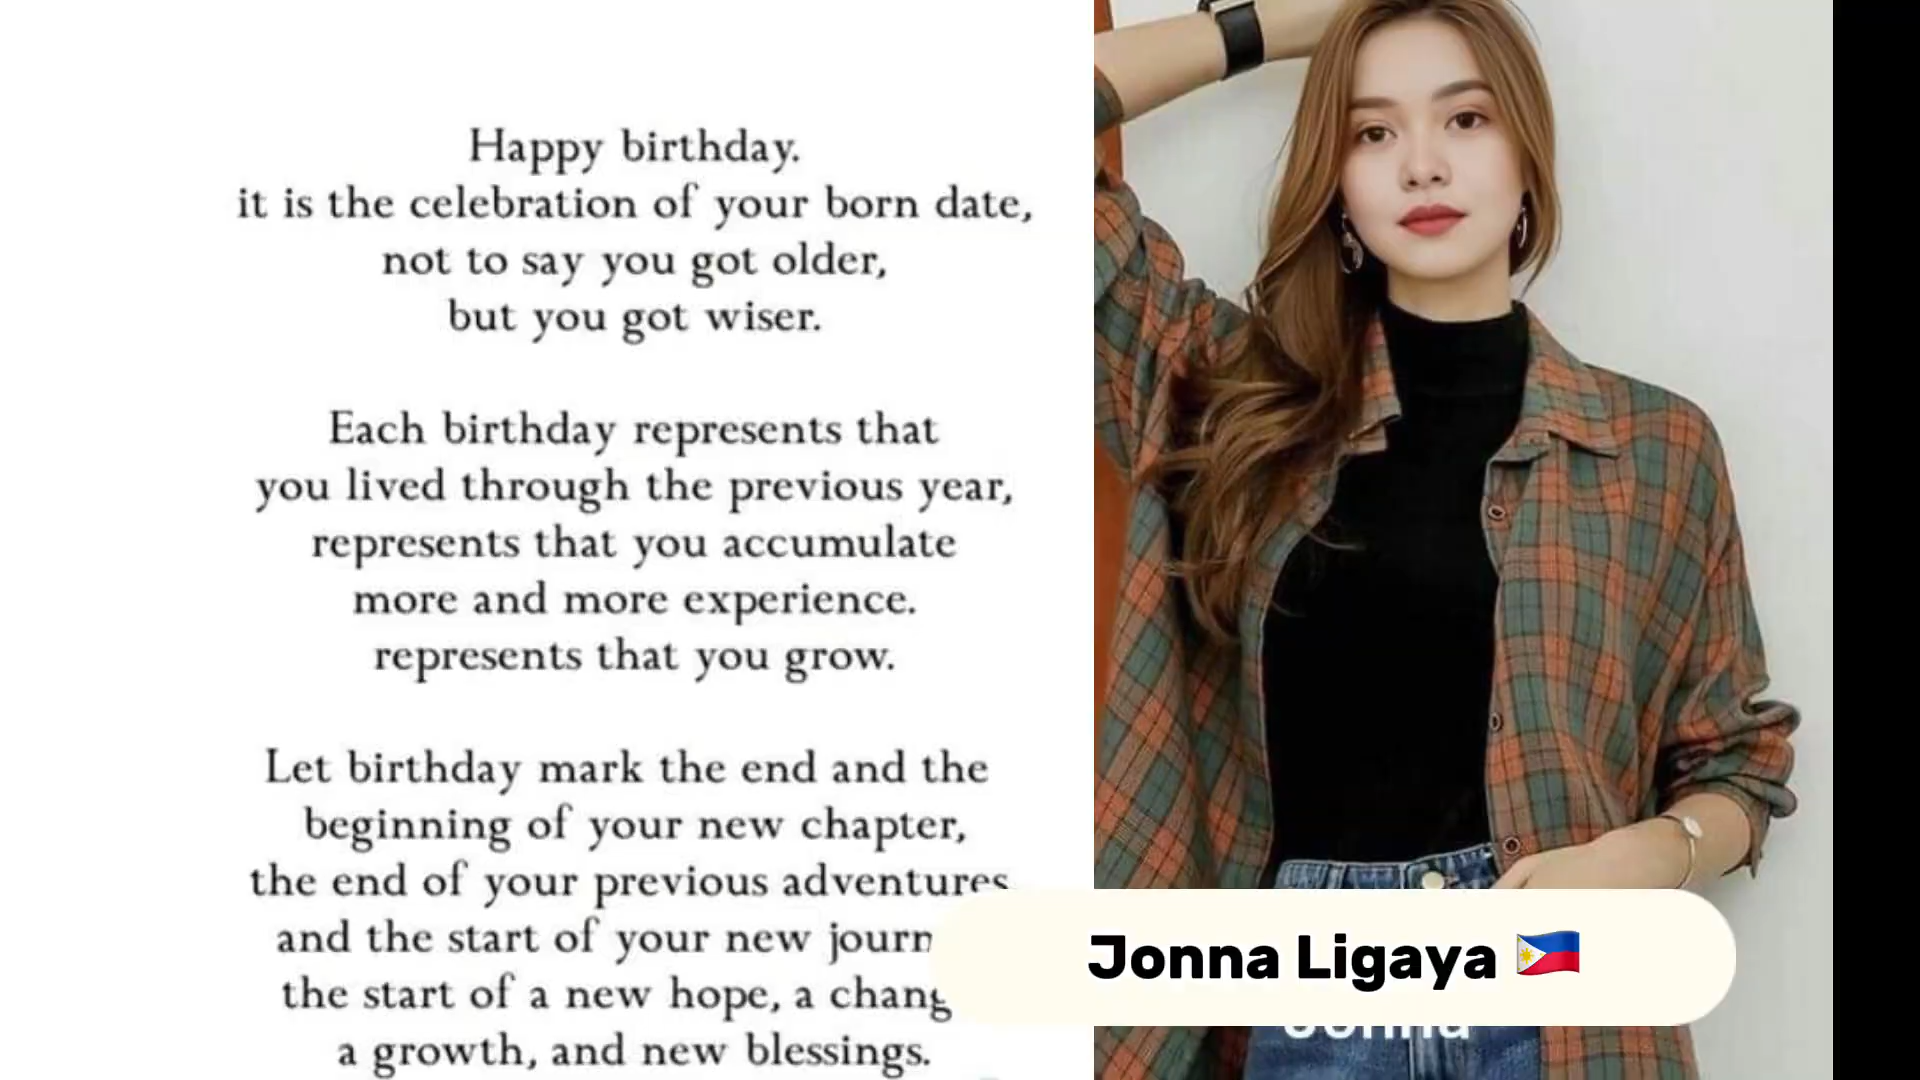 Happy birthday.
it is the celebration of your born date,
not to say you got older,
but you got wiser.
Each birthday represents that
you lived through the previous year,
represents that you accumulate
more and more experience.
represents that you grow.
Let birthday mark the end and the
beginning of your new chapter,
the end of your previous adventures
and the start of your new journ
the start of a new hope, a chang
a growth, and new blessings.
Jonna Ligaya 🇵🇭
Jonna